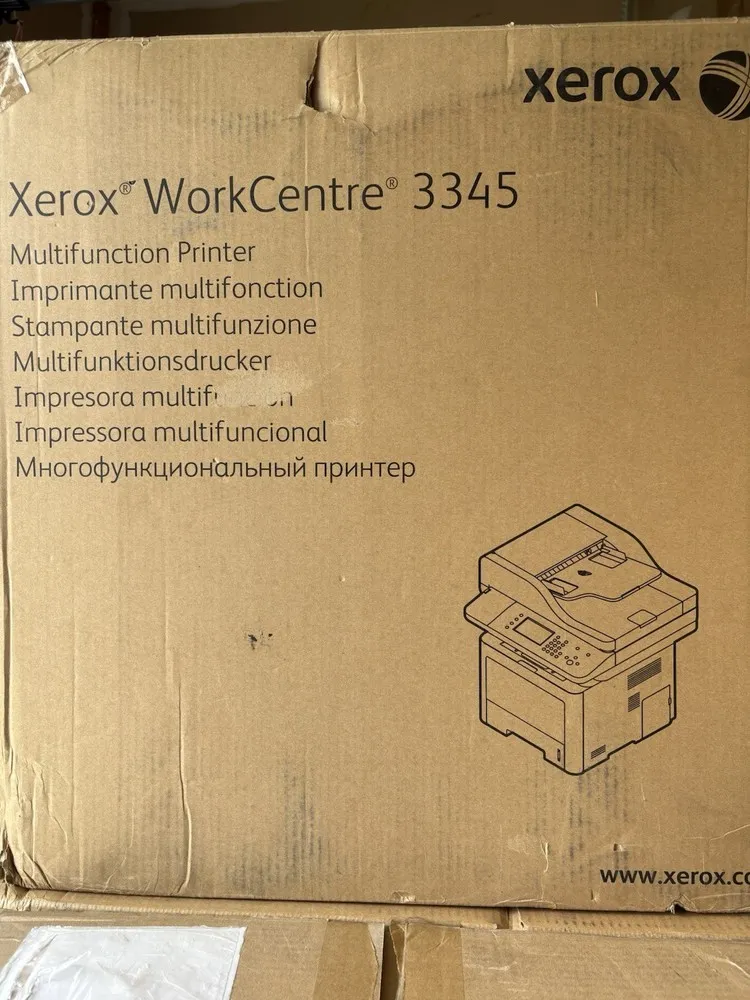 xerox
Xerox® WorkCentre® 3345
Multifunction Printer
Imprimante multifonction
Stampante multifunzione
Multifunktionsdrucker
Impresora
Impressora multifuncional
Многофункциональный принтер
www.xerox.co